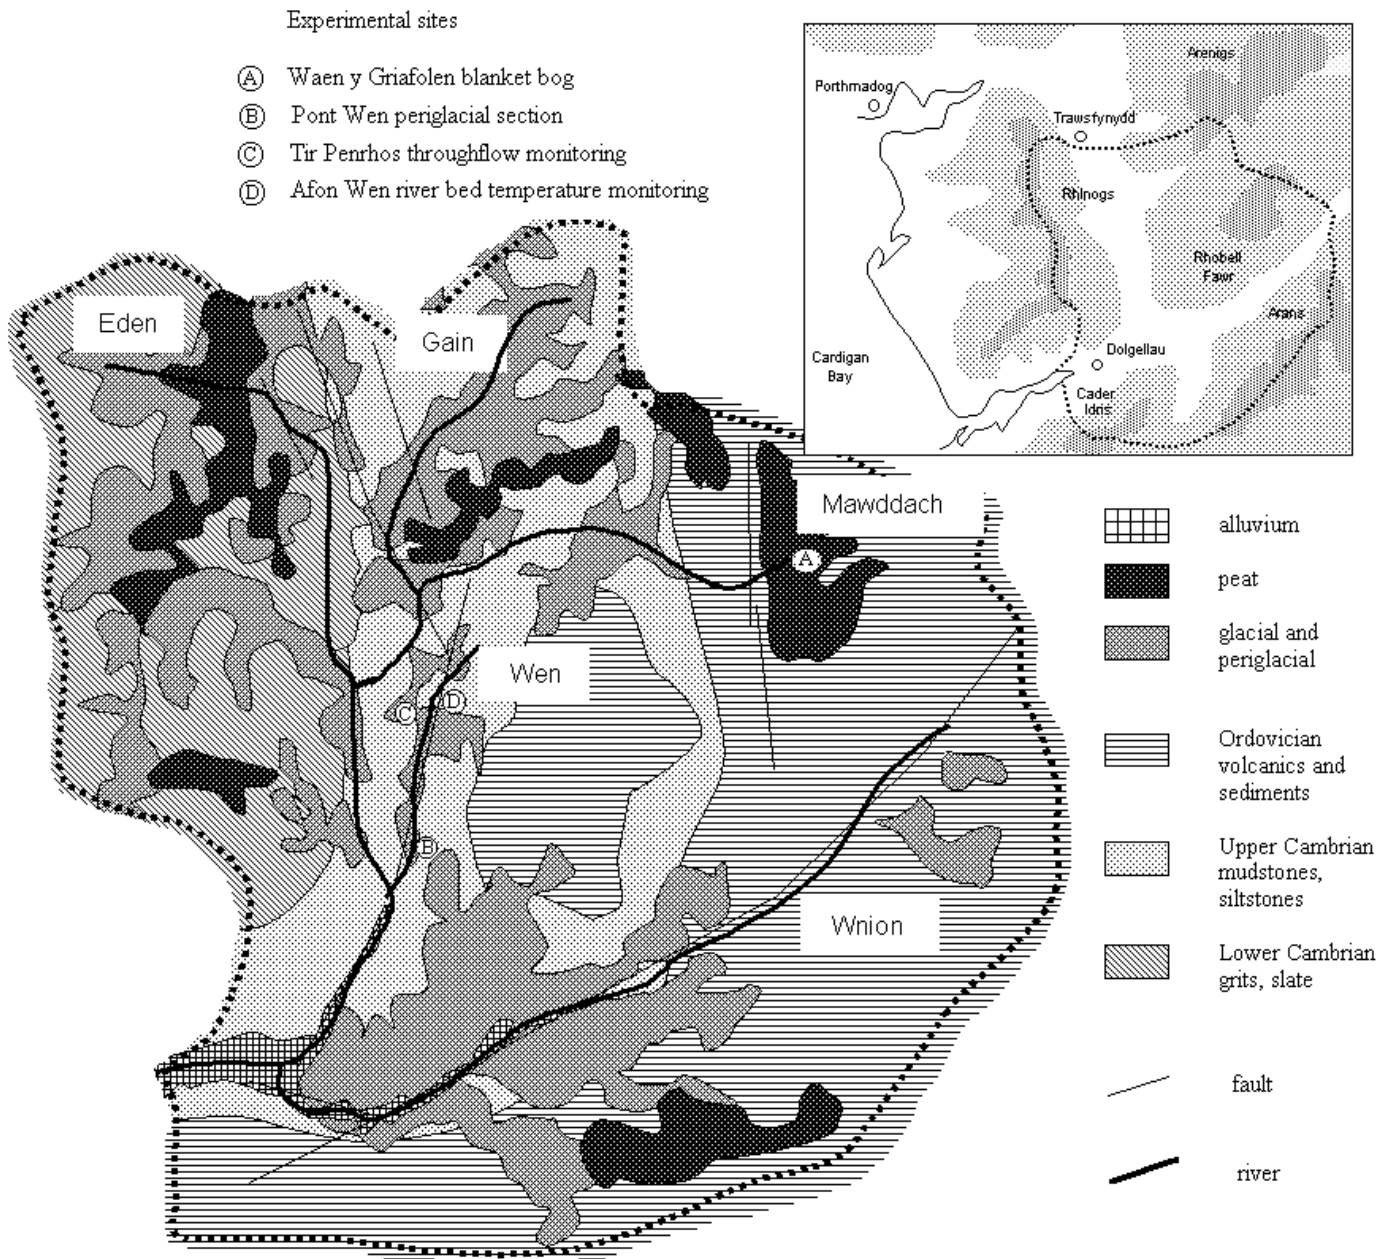 Experimental sites
A Waen y Griafolen blanket bog
B Pont Wen periglacial section
C Tir Penrhos throughflow monitoring
D Afon Wen river bed temperature monitoring
Arenigs
Porthmadog
Trawsfynydd
Rhinogs
Rhobell
Fawr
Arans
Cardigan
Bay
Dolgellau
Cader
Idris
Eden
Gain
Mawddach
A
Wen
D
C
B
Wnion
alluvium
peat
glacial and
periglacial
Ordovician
volcanics and
sediments
Upper Cambrian
mudstones,
siltstones
Lower Cambrian
grits, slate
fault
river